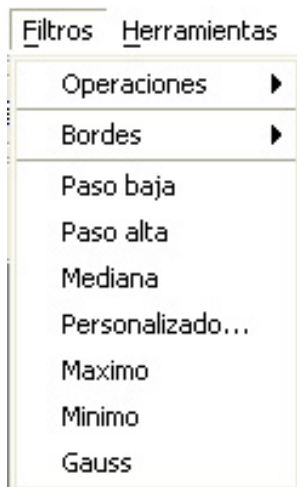 Filtros Herramientas
Operaciones
Bordes
Paso baja
Paso alta
Mediana
Personalizado...
Maximo
Minimo
Gauss